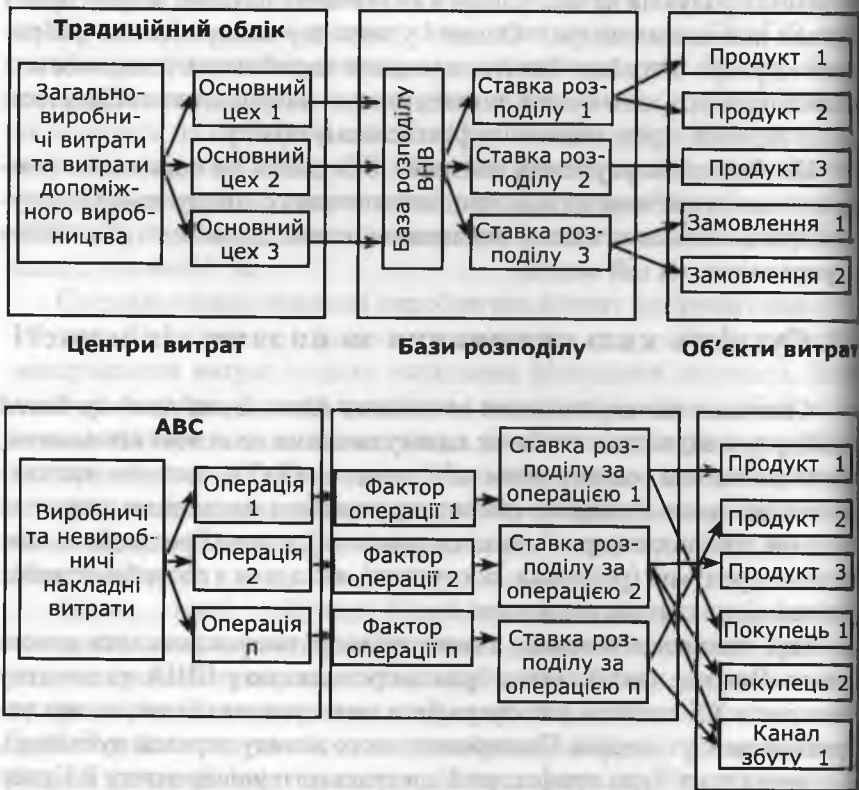 Традиційний облік
Загально-
виробни-
чі витрати
та витрати
допоміж-
ного вироб-
ництва
Основний
цех 1
Основний
цех 2
Основний
цех 3
База розподілу
ВНВ
Ставка роз-
поділу 1
Ставка роз-
поділу 2
Ставка роз-
поділу 3
Продукт 1
Продукт 2
Продукт 3
Замовлення 1
Замовлення 2
Центри витрат
Бази розподілу
Об’єкти витрат
АВС
Виробничі
та невироб-
ничі
накладні
витрати
Операція
1
Операція
2
Операція
n
Фактор
операції 1
Фактор
операції 2
Фактор
операції n
Ставка роз-
поділу за
операцією 1
Ставка роз-
поділу за
операцією 2
Ставка роз-
поділу за
операцією n
Продукт 1
Продукт 2
Продукт 3
Покупець 1
Покупець 2
Канал
збуту 1